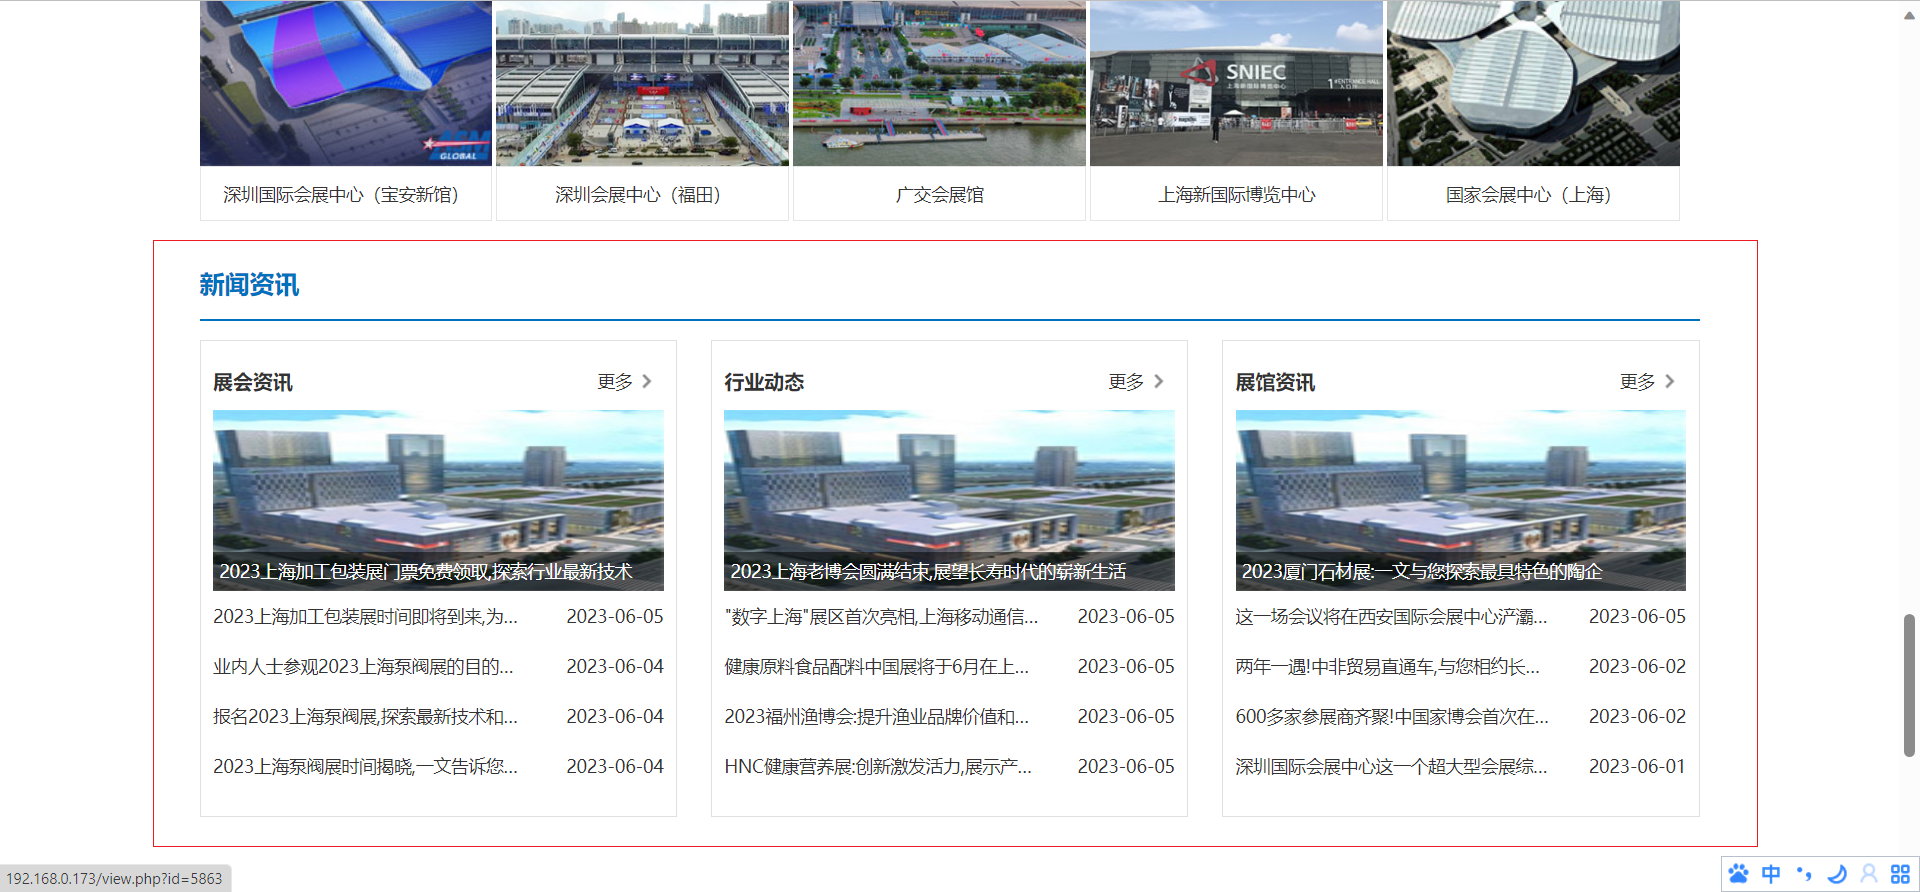 ASM
GLOBAL
SNIEC
上海新国际博览中心
深圳国际会展中心（宝安新馆）
深圳会展中心（福田）
广交会展馆
上海新国际博览中心
国家会展中心（上海）
新闻资讯
展会资讯
更多
2023上海加工包装展门票免费领取,探索行业最新技术
2023上海加工包装展时间即将到来,为...
2023-06-05
业内人士参观2023上海泵阀展的目的...
2023-06-04
报名2023上海泵阀展,探索最新技术和...
2023-06-04
2023上海泵阀展时间揭晓,一文告诉您...
2023-06-04
行业动态
更多
2023上海老博会圆满结束,展望长寿时代的崭新生活
"数字上海"展区首次亮相,上海移动通信...
2023-06-05
健康原料食品配料中国展将于6月在上...
2023-06-05
2023福州渔博会:提升渔业品牌价值和...
2023-06-05
HNC健康营养展:创新激发活力,展示产...
2023-06-05
展馆资讯
更多
2023厦门石材展:一文与您探索最具特色的陶企
这一场会议将在西安国际会展中心浐灞...
2023-06-05
两年一遇!中非贸易直通车,与您相约长...
2023-06-02
600多家参展商齐聚!中国家博会首次在...
2023-06-02
深圳国际会展中心这一个超大型会展综...
2023-06-01
192.168.0.173/view.php?id=5863
中